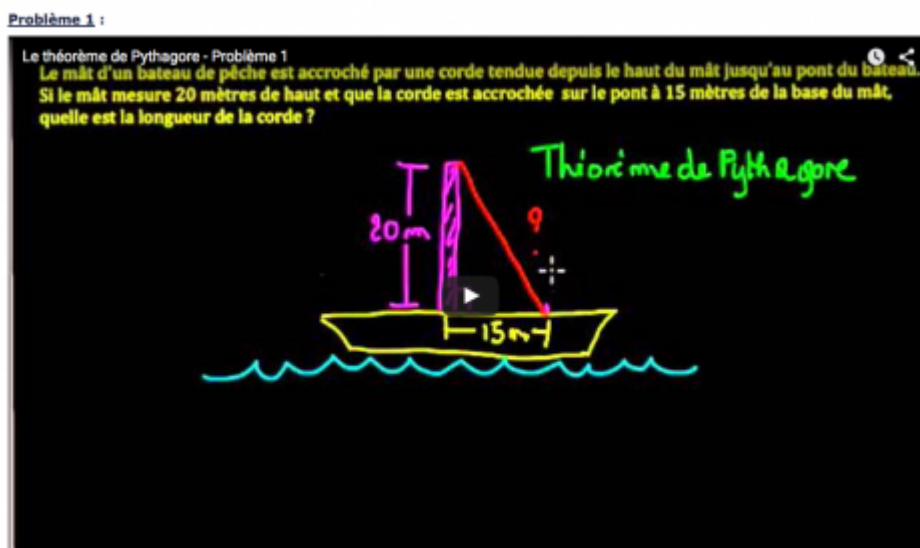 Problème 1 :
Le théorème de Pythagore - Problème 1
Le mât d'un bateau de pêche est accroché par une corde tendue depuis le haut du mât jusqu'au pont du bateau.
Si le mât mesure 20 mètres de haut et que la corde est accrochée sur le pont à 15 mètres de la base du mât,
quelle est la longueur de la corde ?
Théorème de Pythagore
20 m
?
15 m